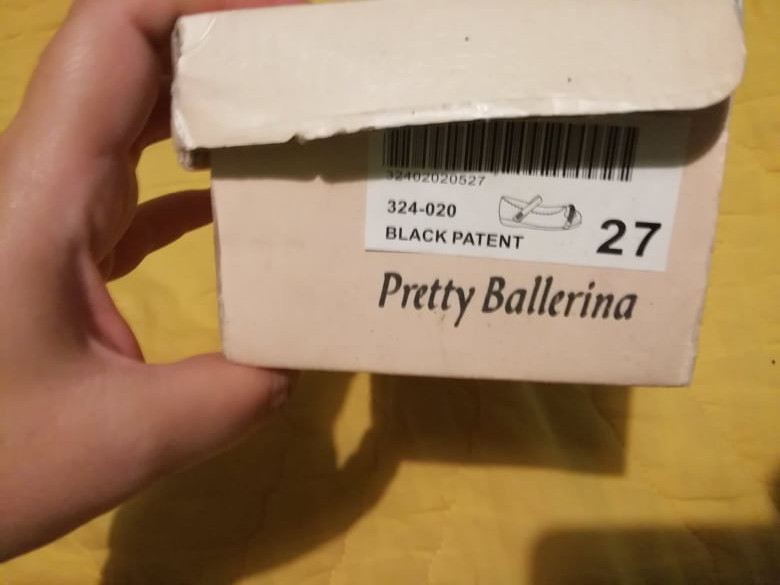 32402020527
324-020
BLACK PATENT
27
Pretty Ballerina